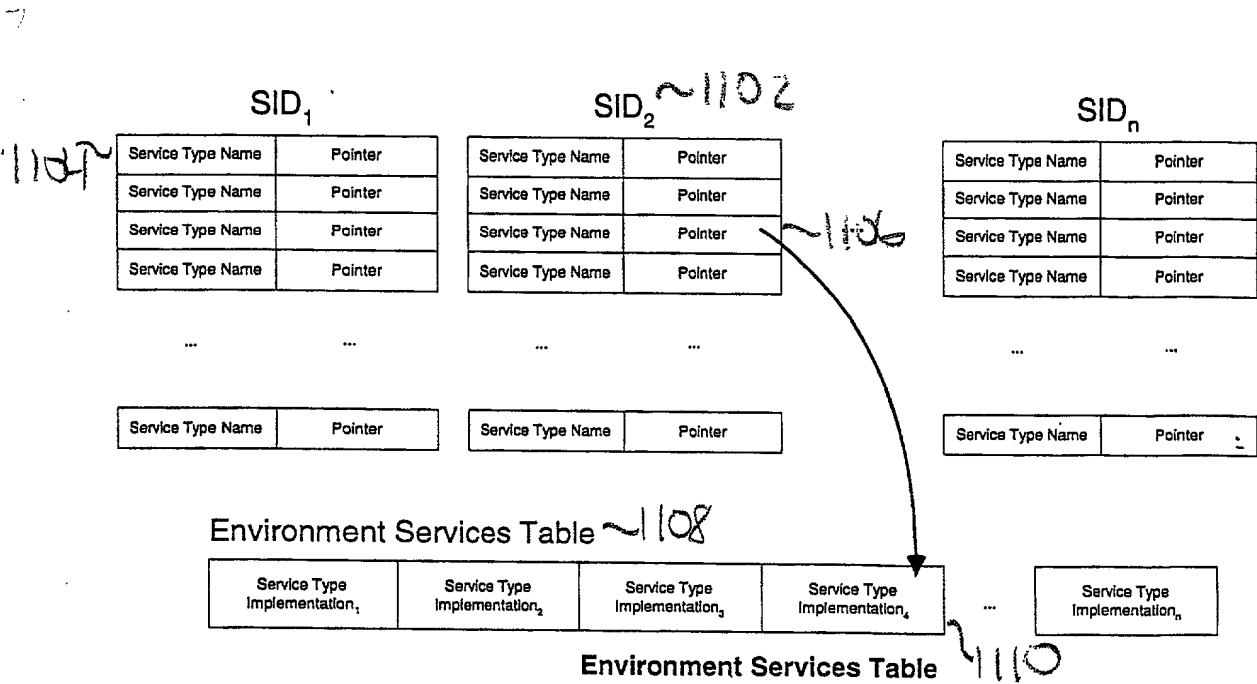 SID₁ SID₂ ~1102 SIDₙ
1104~ Service Type Name Pointer Service Type Name Pointer Service Type Name Pointer
Service Type Name Pointer Service Type Name Pointer Service Type Name Pointer
Service Type Name Pointer Service Type Name Pointer ~1106 Service Type Name Pointer
Service Type Name Pointer Service Type Name Pointer Service Type Name Pointer
... ... ... ... ... ...
Service Type Name Pointer Service Type Name Pointer Service Type Name Pointer
Environment Services Table ~1108
Service Type Service Type Service Type Service Type Service Type
Implementation₁ Implementation₂ Implementation₃ Implementation₄ ... Implementationₙ
Environment Services Table ~1110